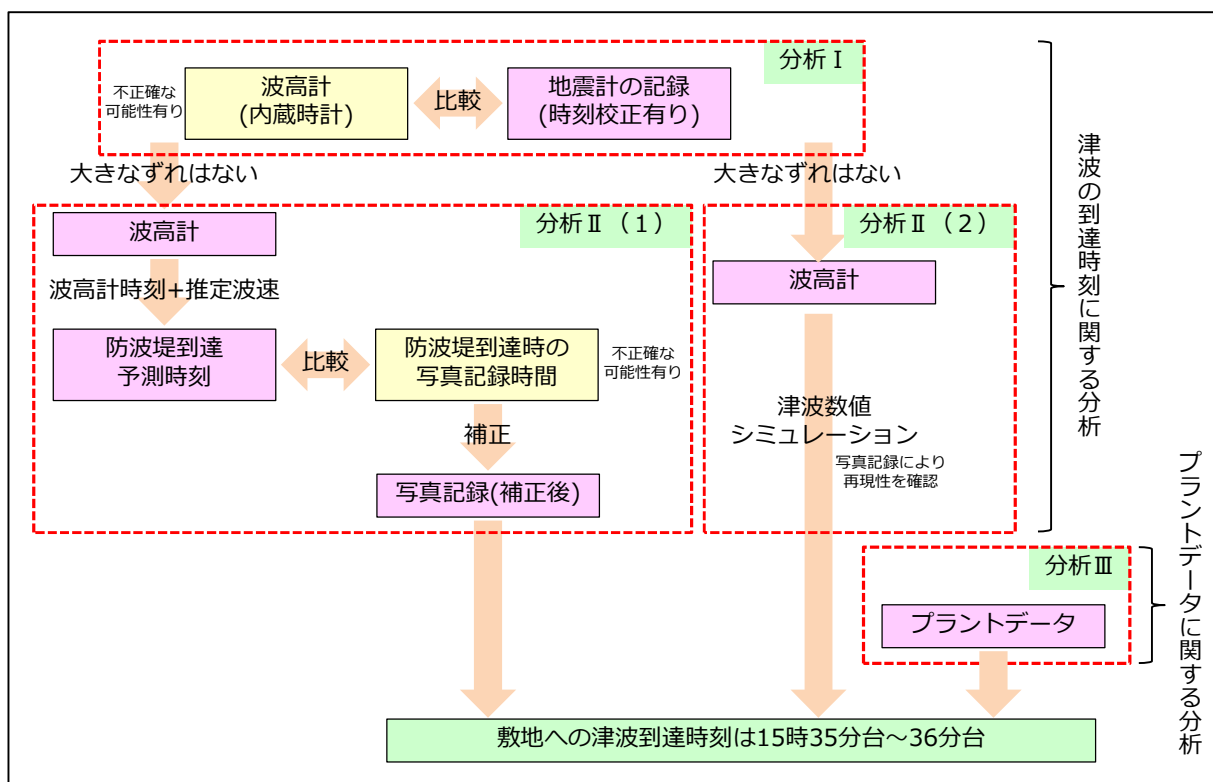 分析Ⅰ
不正確な
可能性有り
波高計
(内蔵時計)
比較
地震計の記録
(時刻校正有り)
大きなずれはない
大きなずれはない
分析Ⅱ（１）
波高計
波高計時刻+推定波速
防波堤到達
予測時刻
比較
防波堤到達時の
写真記録時間
不正確な
可能性有り
補正
写真記録(補正後)
分析Ⅱ（２）
波高計
津波数値
シミュレーション
写真記録により
再現性を確認
津波の到達時刻に関する分析
分析Ⅲ
プラントデータ
プラントデータに関する分析
敷地への津波到達時刻は15時35分台～36分台